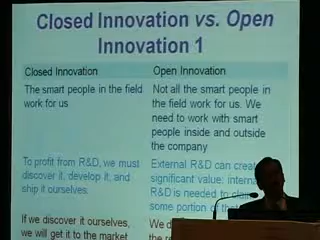 Closed Innovation vs. Open
Innovation 1
Closed Innovation Open Innovation
The smart people in the field
work for us
Not all the smart people in
the field work for us. We
need to work with smart
people inside and outside
the company
To profit from R&D, we must
discover it, develop it, and
ship it ourselves.
External R&D can
significant value:
R&D is needed to
some portion of
If we discover it ourselves,
we will get it to the market
We
the